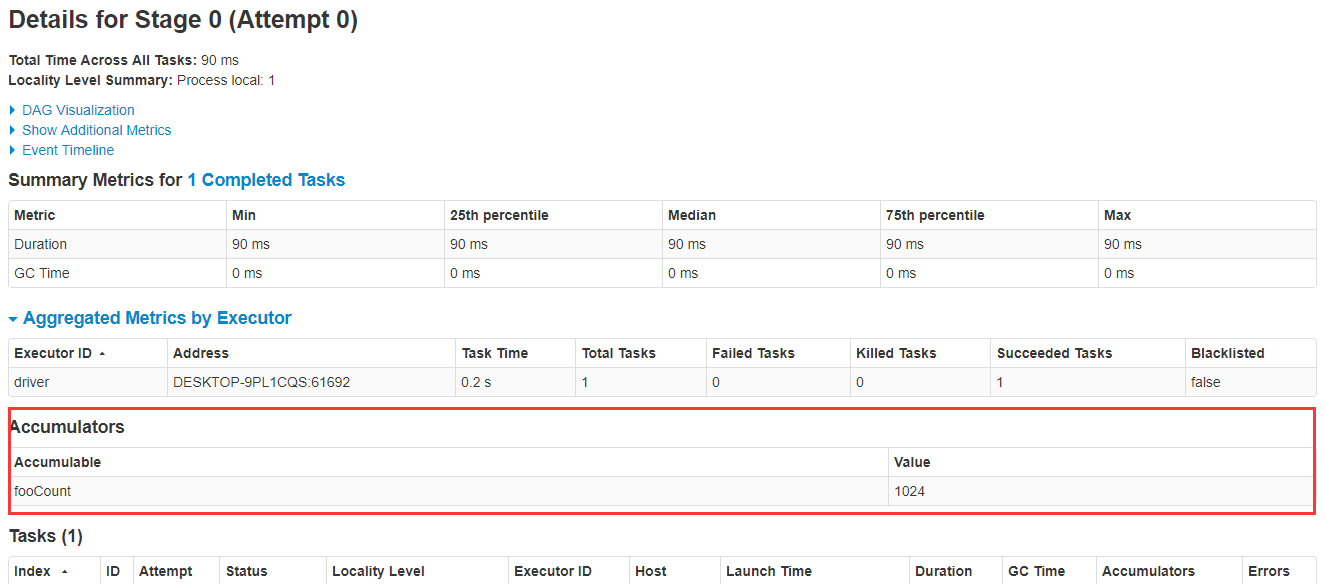 Details for Stage 0 (Attempt 0)
Total Time Across All Tasks: 90 ms
Locality Level Summary: Process local: 1
DAG Visualization
Show Additional Metrics
Event Timeline
Summary Metrics for 1 Completed Tasks
Metric Min 25th percentile Median 75th percentile Max
Duration 90 ms 90 ms 90 ms 90 ms 90 ms
GC Time 0 ms 0 ms 0 ms 0 ms 0 ms
Aggregated Metrics by Executor
Executor ID Address Task Time Total Tasks Failed Tasks Killed Tasks Succeeded Tasks Blacklisted
driver DESKTOP-9PL1CQS:61692 0.2 s 1 0 0 1 false
Accumulators
Accumulable Value
fooCount 1024
Tasks (1)
Index ID Attempt Status Locality Level Executor ID Host Launch Time Duration GC Time Accumulators Errors